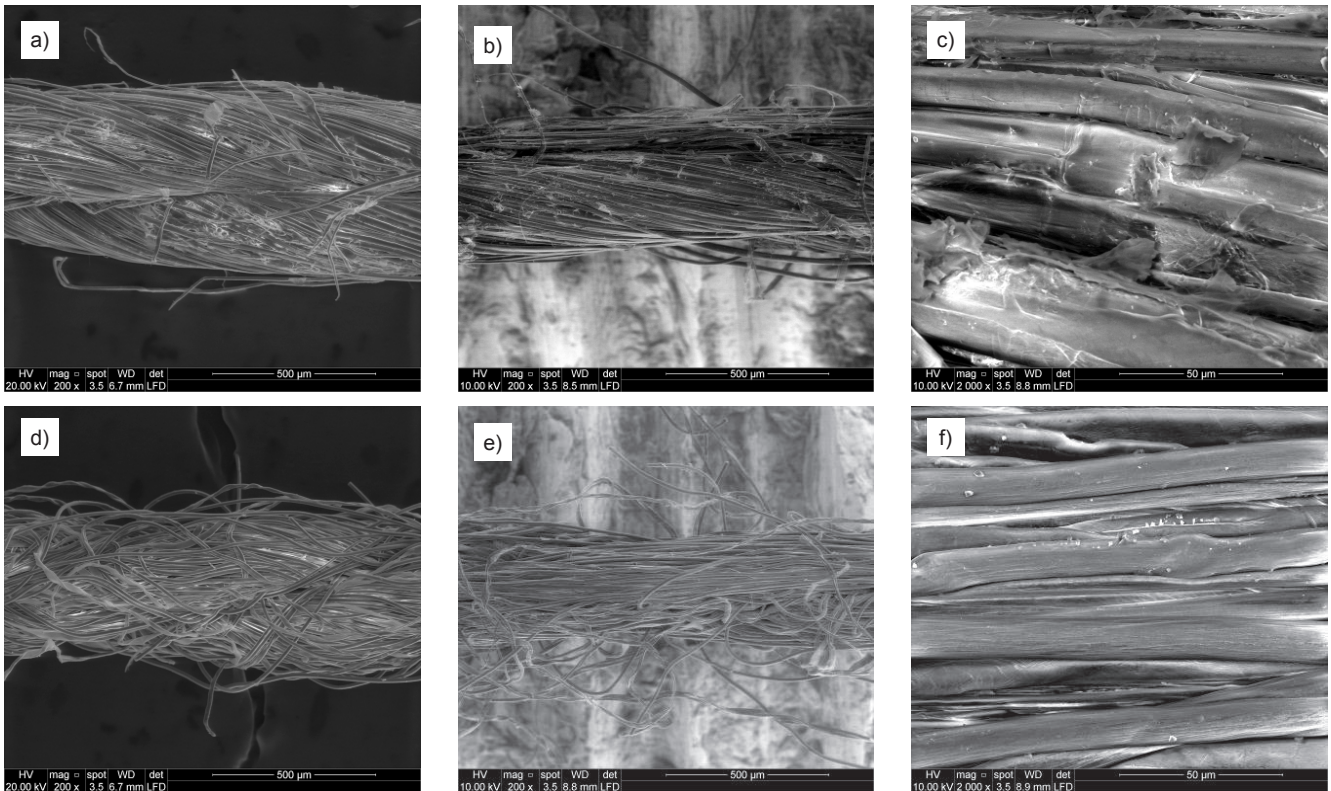 a)
HV mag □ spot WD det
20.00 kV 200 x 3.5 6.7 mm LFD
500 µm
b)
HV mag □ spot WD det
10.00 kV 200 x 3.5 8.5 mm LFD
500 µm
c)
HV mag □ spot WD det
10.00 kV 2 000 x 3.5 8.8 mm LFD
50 µm
d)
HV mag □ spot WD det
20.00 kV 200 x 3.5 6.7 mm LFD
500 µm
e)
HV mag □ spot WD det
10.00 kV 200 x 3.5 8.8 mm LFD
500 µm
f)
HV mag □ spot WD det
10.00 kV 2 000 x 3.5 8.9 mm LFD
50 µm